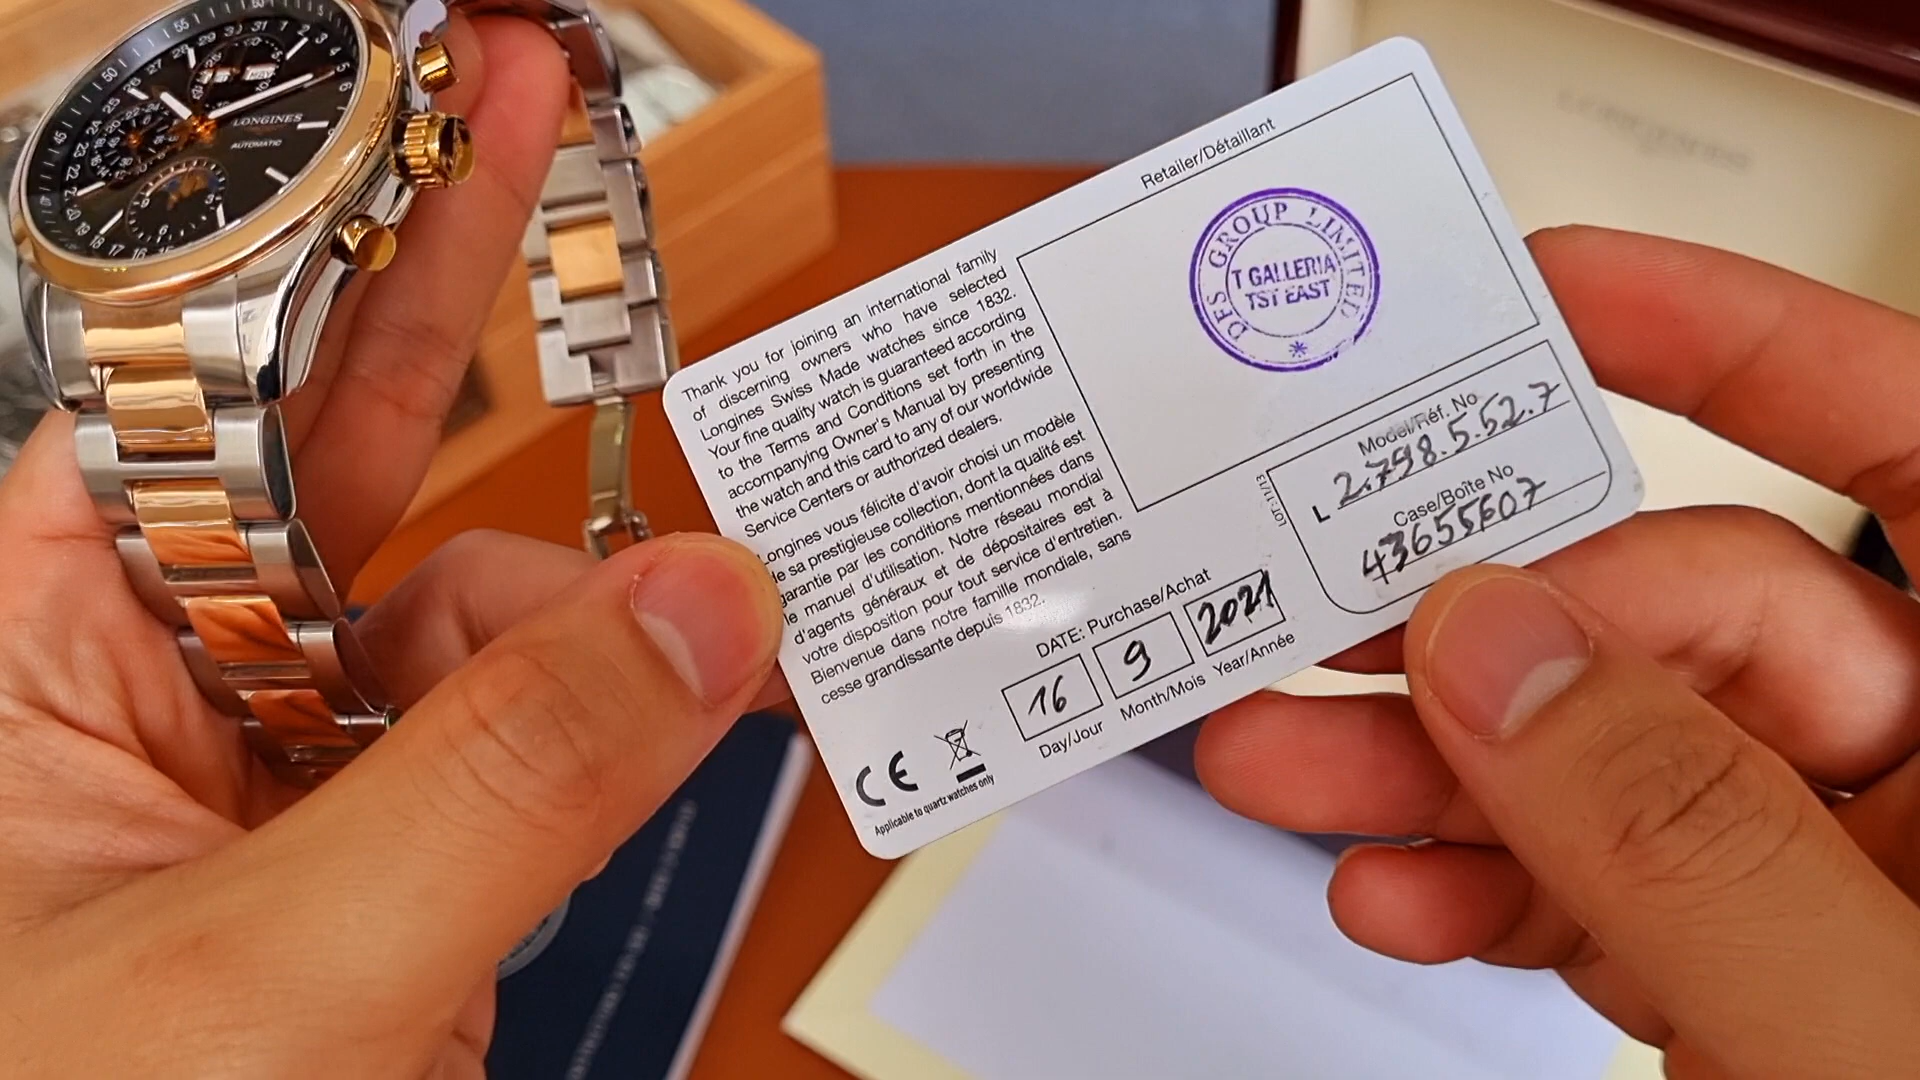 LONGINES
AUTOMATIC
Retailer/Détaillant
DES GROUP LIMITED
T GALLERIA
TST EAST
*
Thank you for joining an international family
of discerning owners who have selected
Longines Swiss Made watches since 1832.
Your fine quality watch is guaranteed according
to the Terms and Conditions set forth in the
accompanying Owner's Manual by presenting
the watch and this card to any of our worldwide
Service Centers or authorized dealers.
Longines vous félicite d'avoir choisi un modèle
de sa prestigieuse collection, dont la qualité est
garantie par les conditions mentionnées dans
le manuel d'utilisation. Notre réseau mondial
d'agents généraux et de dépositaires est à
votre disposition pour tout service d'entretien.
Bienvenue dans notre famille mondiale, sans
cesse grandissante depuis 1832.
Model/Réf. No
L 2.798.5.52.7
Case/Boîte No
43655607
LOT-11/13
DATE: Purchase/Achat
16 9 2021
Day/Jour Month/Mois Year/Année
CE
Applicable to quartz watches only